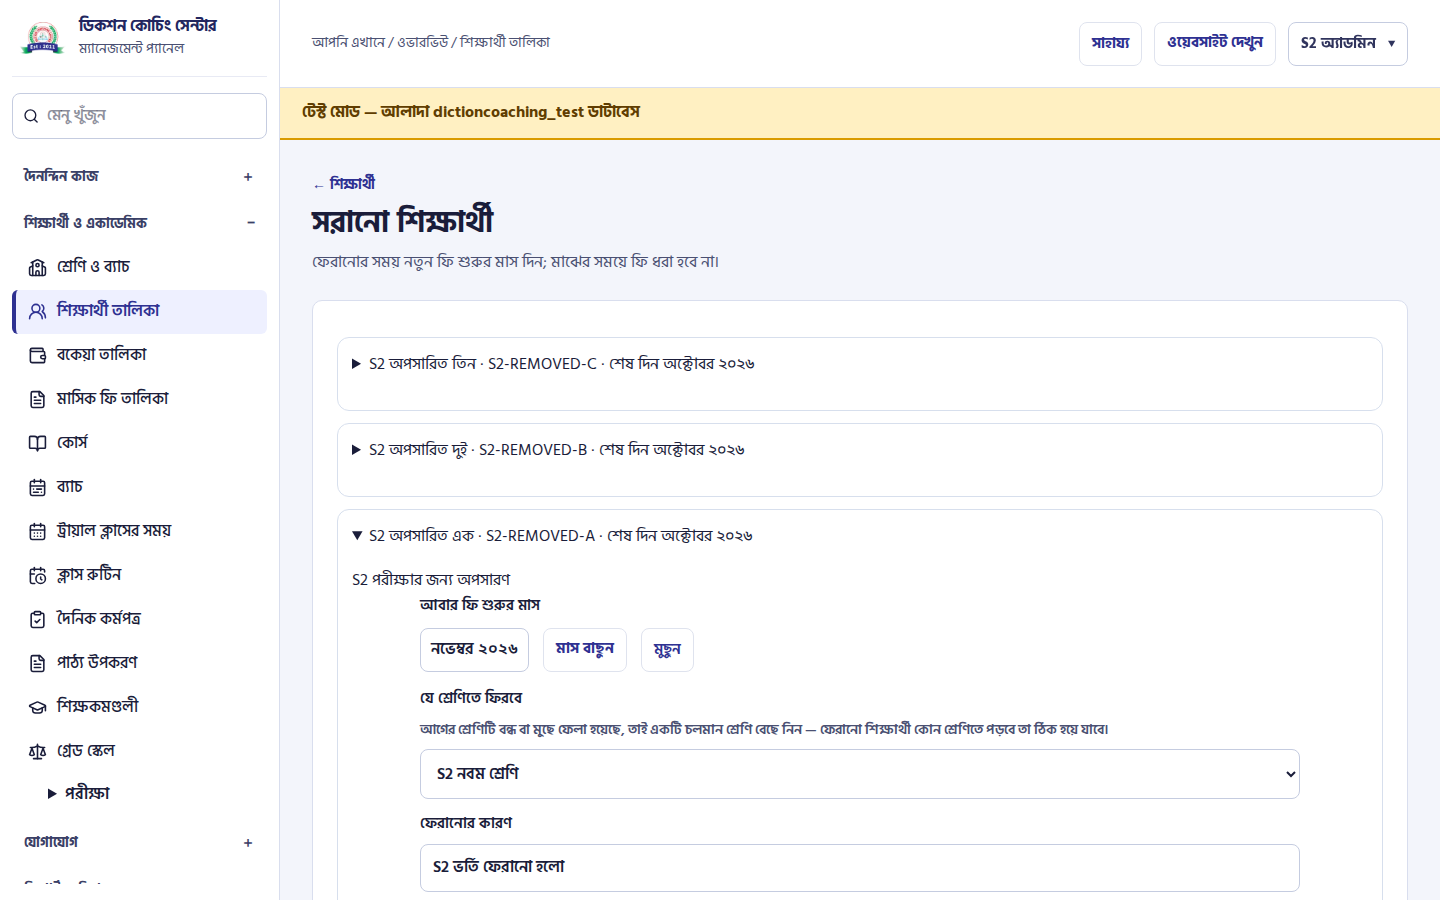 ডিকশন কোচিং সেন্টার
ম্যানেজমেন্ট প্যানেল
Est : 2011
মেনু খুঁজুন
দৈনন্দিন কাজ +
শিক্ষার্থী ও একাডেমিক −
শ্রেণি ও ব্যাচ
শিক্ষার্থী তালিকা
বকেয়া তালিকা
মাসিক ফি তালিকা
কোর্স
ব্যাচ
ট্রায়াল ক্লাসের সময়
ক্লাস রুটিন
দৈনিক কর্মপত্র
পাঠ্য উপকরণ
শিক্ষকমণ্ডলী
গ্রেড স্কেল
▶ পরীক্ষা
যোগাযোগ +
আপনি এখানে / ওভারভিউ / শিক্ষার্থী তালিকা
সাহায্য
ওয়েবসাইট দেখুন
S2 অ্যাডমিন ▼
টেস্ট মোড — আলাদা dictioncoaching_test ডাটাবেস
← শিক্ষার্থী
সরানো শিক্ষার্থী
ফেরানোর সময় নতুন ফি শুরুর মাস দিন; মাঝের সময়ে ফি ধরা হবে না।
▶ S2 অপসারিত তিন · S2-REMOVED-C · শেষ দিন অক্টোবর ২০২৬
▶ S2 অপসারিত দুই · S2-REMOVED-B · শেষ দিন অক্টোবর ২০২৬
▼ S2 অপসারিত এক · S2-REMOVED-A · শেষ দিন অক্টোবর ২০২৬
S2 পরীক্ষার জন্য অপসারণ
আবার ফি শুরুর মাস
নভেম্বর ২০২৬
মাস বাছুন
মুছুন
যে শ্রেণিতে ফিরবে
আগের শ্রেণিটি বন্ধ বা মুছে ফেলা হয়েছে, তাই একটি চলমান শ্রেণি বেছে নিন — ফেরানো শিক্ষার্থী কোন শ্রেণিতে পড়বে তা ঠিক হয়ে যাবে।
S2 নবম শ্রেণি
ফেরানোর কারণ
S2 ভর্তি ফেরানো হলো